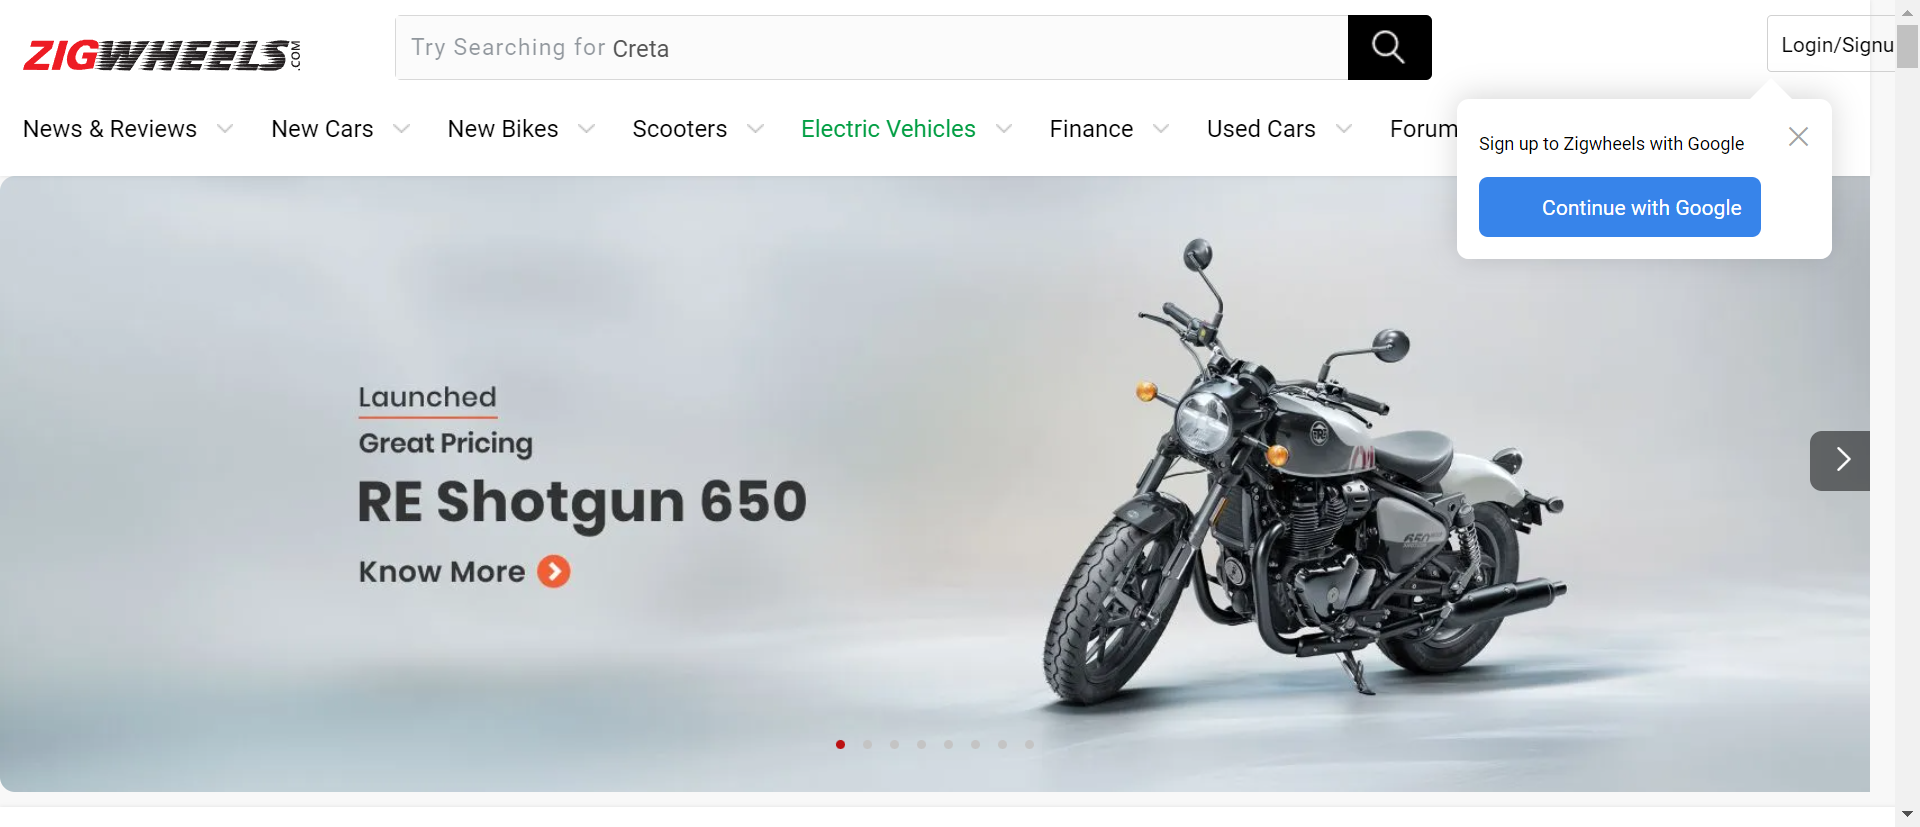 ZIGWHEELS.COM
Try Searching for Creta
Login/Signu
News & Reviews
New Cars
New Bikes
Scooters
Electric Vehicles
Finance
Used Cars
Forum
Sign up to Zigwheels with Google
Continue with Google
Launched
Great Pricing
RE Shotgun 650
Know More
650